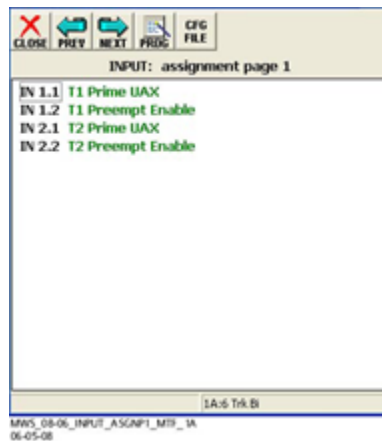 CLOSE PREV NEXT PROG CFG FILE
INPUT: assignment page 1
IN 1.1 T1 Prime UAX
IN 1.2 T1 Preempt Enable
IN 2.1 T2 Prime UAX
IN 2.2 T2 Preempt Enable
1A:6 Trk Bi
MWS_08-06_INPUT_ASGNP1_MTF_1A
06-05-08